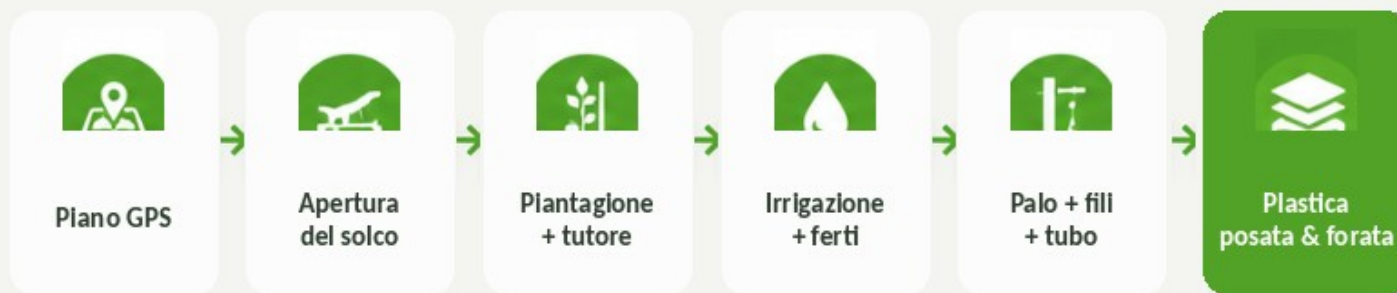 Piano GPS
Apertura
del solco
Piantagione
+ tutore
Irrigazione
+ ferti
Palo + fili
+ tubo
Plastica
posata & forata